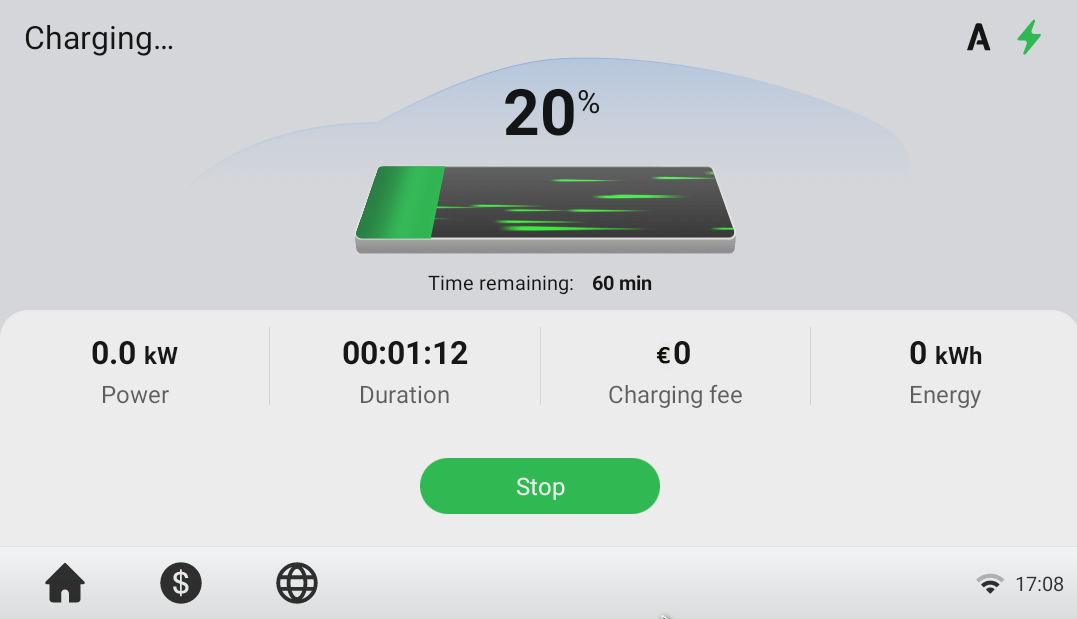 Charging...
A
20%
Time remaining: 60 min
0.0 kW
Power
00:01:12
Duration
€0
Charging fee
0 kWh
Energy
Stop
$
17:08